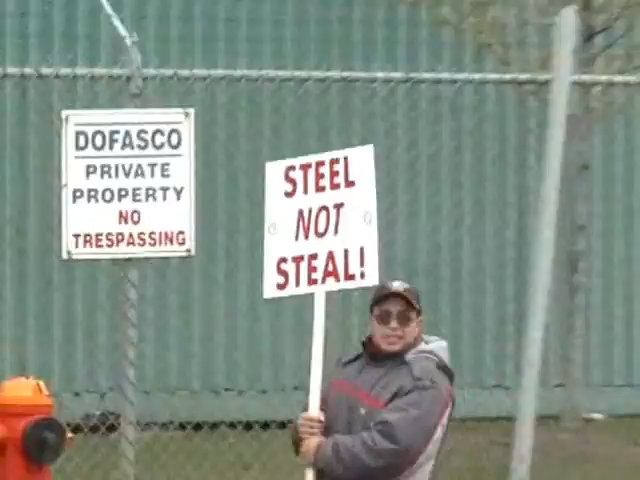 DOFASCO
PRIVATE
PROPERTY
NO
TRESPASSING
STEEL
NOT
STEAL!